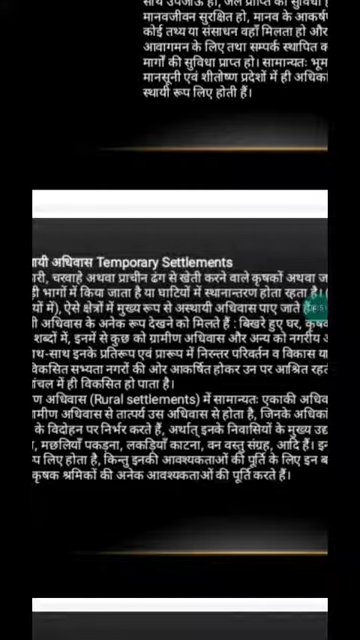 साथ उपजाऊ हो, जल प्राप्ति की सुविधा
मानवजीवन सुरक्षित हो, मानव के आकर्ष
कोई तथ्य या संसाधन वहाँ मिलता हो और
आवागमन के लिए तथा सम्पर्क स्थापित क
मार्गों की सुविधा प्राप्त हो। सामान्यतः भूम
मानसूनी एवं शीतोष्ण प्रदेशों में ही अधिक
स्थायी रूप लिए होती हैं।
ायी अधिवास Temporary Settlements
ारी, चरवाहे अथवा प्राचीन ढंग से खेती करने वाले कृषकों अथवा ज
ही भागों में किया जाता है या घाटियों में स्थानान्तरण होता रहता है। (
यों में), ऐसे क्षेत्रों में मुख्य रूप से अस्थायी अधिवास पाए जाते हैं
ी अधिवास के अनेक रूप देखने को मिलते हैं : बिखरे हुए घर, कृषक
शब्दों में, इनमें से कुछ को ग्रामीण अधिवास और अन्य को नगरीय अ
ाथ-साथ इनके प्रतिरूप एवं प्रारूप में निरन्तर परिवर्तन व विकास या
विकसित सभ्यता नगरों की ओर आकर्षित होकर उन पर आश्रित रहते
ांचल में ही विकसित हो पाता है।
ण अधिवास (Rural settlements) में सामान्यतः एकाकी अधिव
ामीण अधिवास से तात्पर्य उस अधिवास से होता है, जिनके अधिकां
के विदोहन पर निर्भर करते हैं, अर्थात् इनके निवासियों के मुख्य उद्य
, मछलियाँ पकड़ना, लकड़ियाँ काटना, वन वस्तु संग्रह, आदि हैं। इन
प लिए होता है, किन्तु इनकी आवश्यकताओं की पूर्ति के लिए इन ब
कृषक श्रमिकों की अनेक आवश्यकताओं की पूर्ति करते हैं।